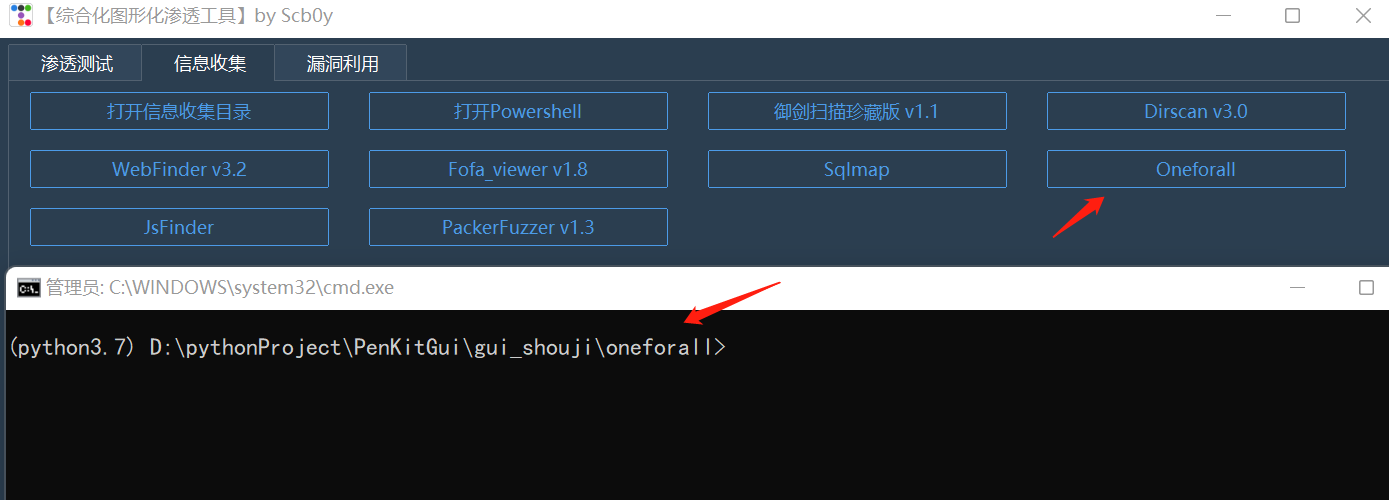 【综合化图形化渗透工具】by Scb0y
渗透测试 信息收集 漏洞利用
打开信息收集目录 打开Powershell 御剑扫描珍藏版 v1.1 Dirscan v3.0
WebFinder v3.2 Fofa_viewer v1.8 Sqlmap Oneforall
JsFinder PackerFuzzer v1.3
管理员: C:\WINDOWS\system32\cmd.exe
(python3.7) D:\pythonProject\PenKitGui\gui_shouji\oneforall>